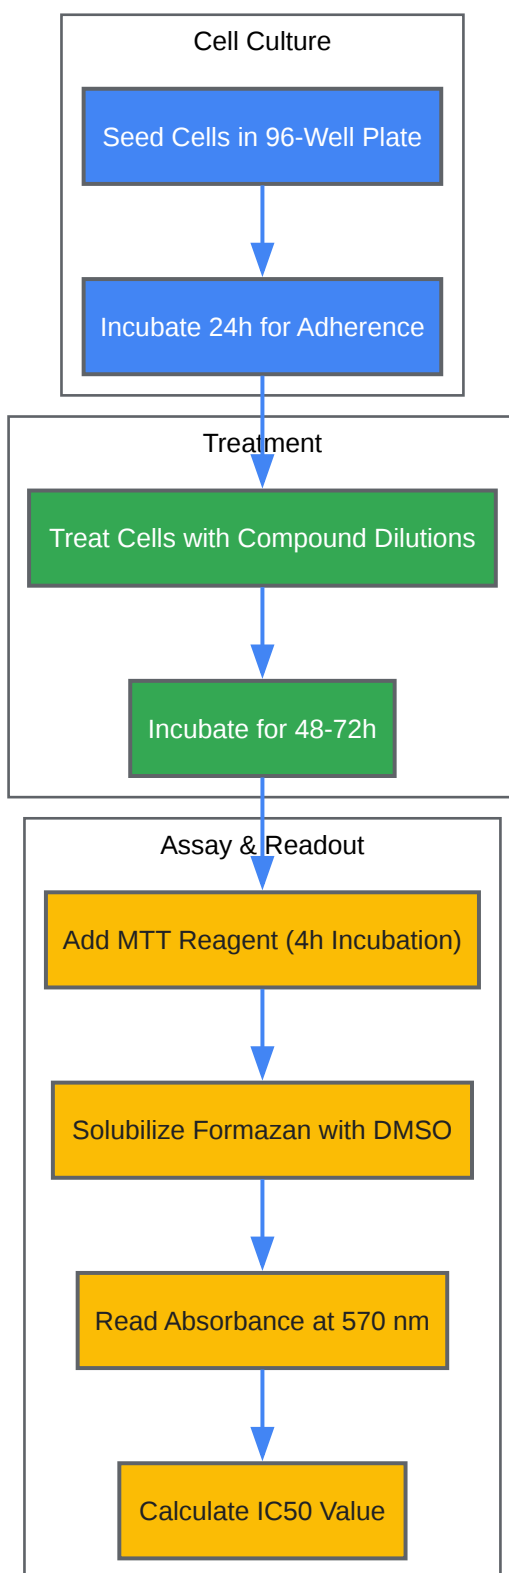 Cell Culture
Seed Cells in 96-Well Plate
Incubate 24h for Adherence
Treatment
Treat Cells with Compound Dilutions
Incubate for 48-72h
Assay & Readout
Add MTT Reagent (4h Incubation)
Solubilize Formazan with DMSO
Read Absorbance at 570 nm
Calculate IC50 Value